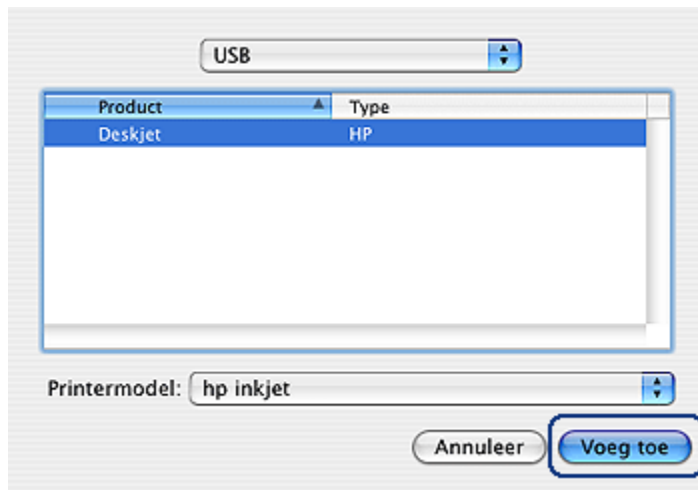 USB
Product Type
Deskjet HP
Printermodel: hp inkjet
Annuleer Voeg toe